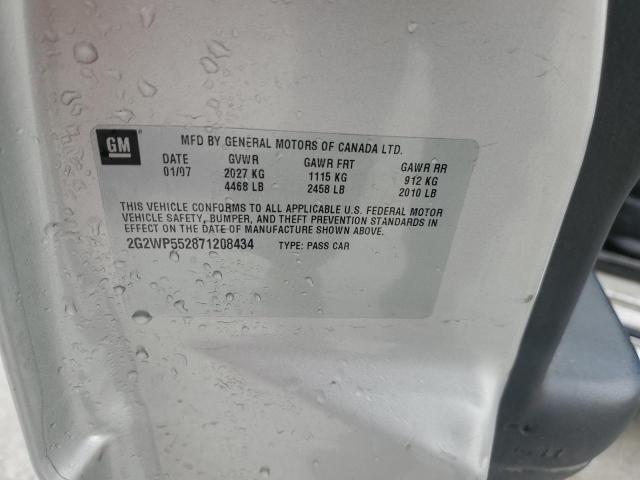 GM
MFD BY GENERAL MOTORS OF CANADA LTD.
DATE GVWR GAWR FRT GAWR RR
01/07 2027 KG 1115 KG 912 KG
4468 LB 2458 LB 2010 LB
THIS VEHICLE CONFORMS TO ALL APPLICABLE U.S. FEDERAL MOTOR
VEHICLE SAFETY, BUMPER, AND THEFT PREVENTION STANDARDS IN
EFFECT ON THE DATE OF MANUFACTURE SHOWN ABOVE.
2G2WP552871208434 TYPE: PASS CAR